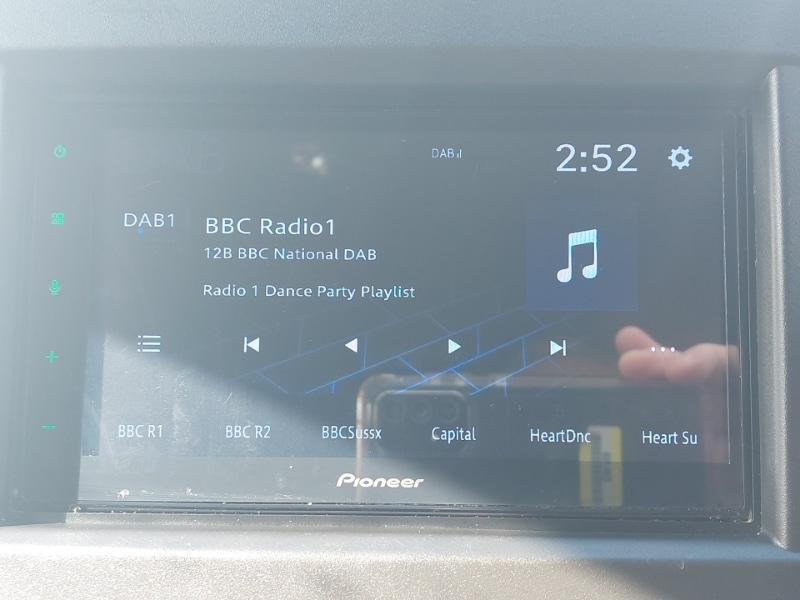 DAB
2:52
DAB1
BBC Radio1
12B BBC National DAB
Radio 1 Dance Party Playlist
BBC R1
BBC R2
BBCSussx
Capital
HeartDnc
Heart Su
Pioneer